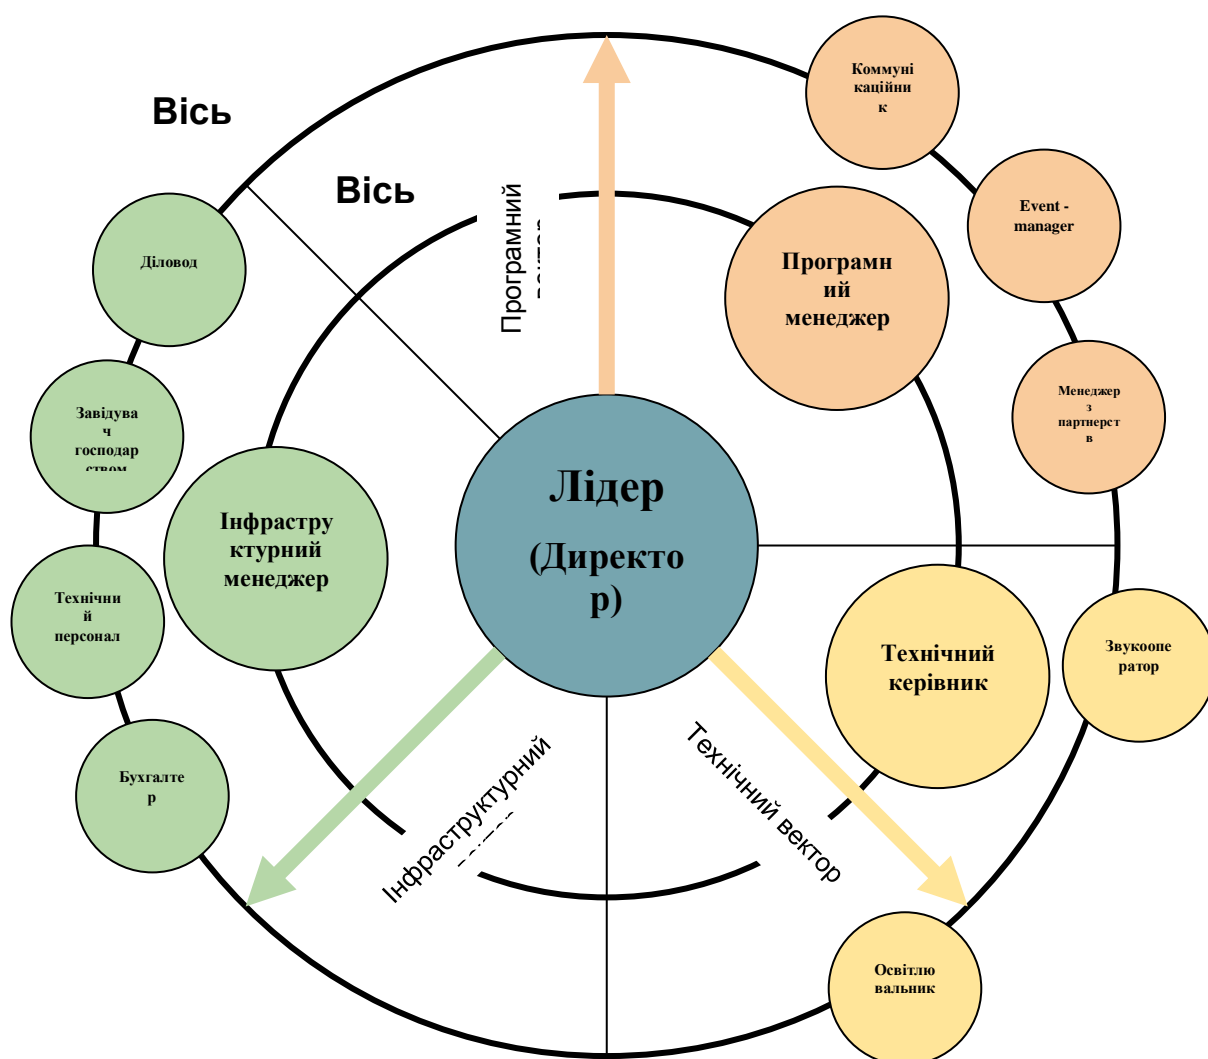 Коммуні
каційни
к
Вісь
Вісь
Event -
manager
Діловод
Програмний
Програмн
ий
менеджер
Менеджер
з
партнерст
в
Завідува
ч
господар
ством
Лідер
(Директо
р)
Інфрастру
ктурний
менеджер
Технічни
й
персонал
Технічний
керівник
Звукоопе
ратор
Бухгалте
р
Інфраструктурний
Технічний вектор
Освітлю
вальник